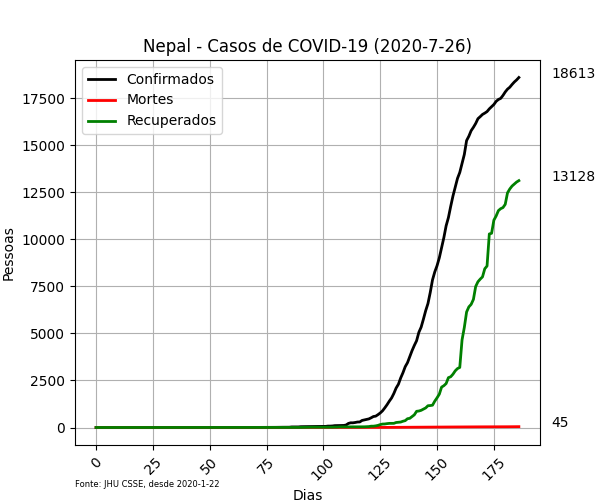 Nepal - Casos de COVID-19 (2020-7-26)
Confirmados
Mortes
Recuperados
18613
13128
45
Pessoas
17500
15000
12500
10000
7500
5000
2500
0
0 25 50 75 100 125 150 175
Dias
Fonte: JHU CSSE, desde 2020-1-22